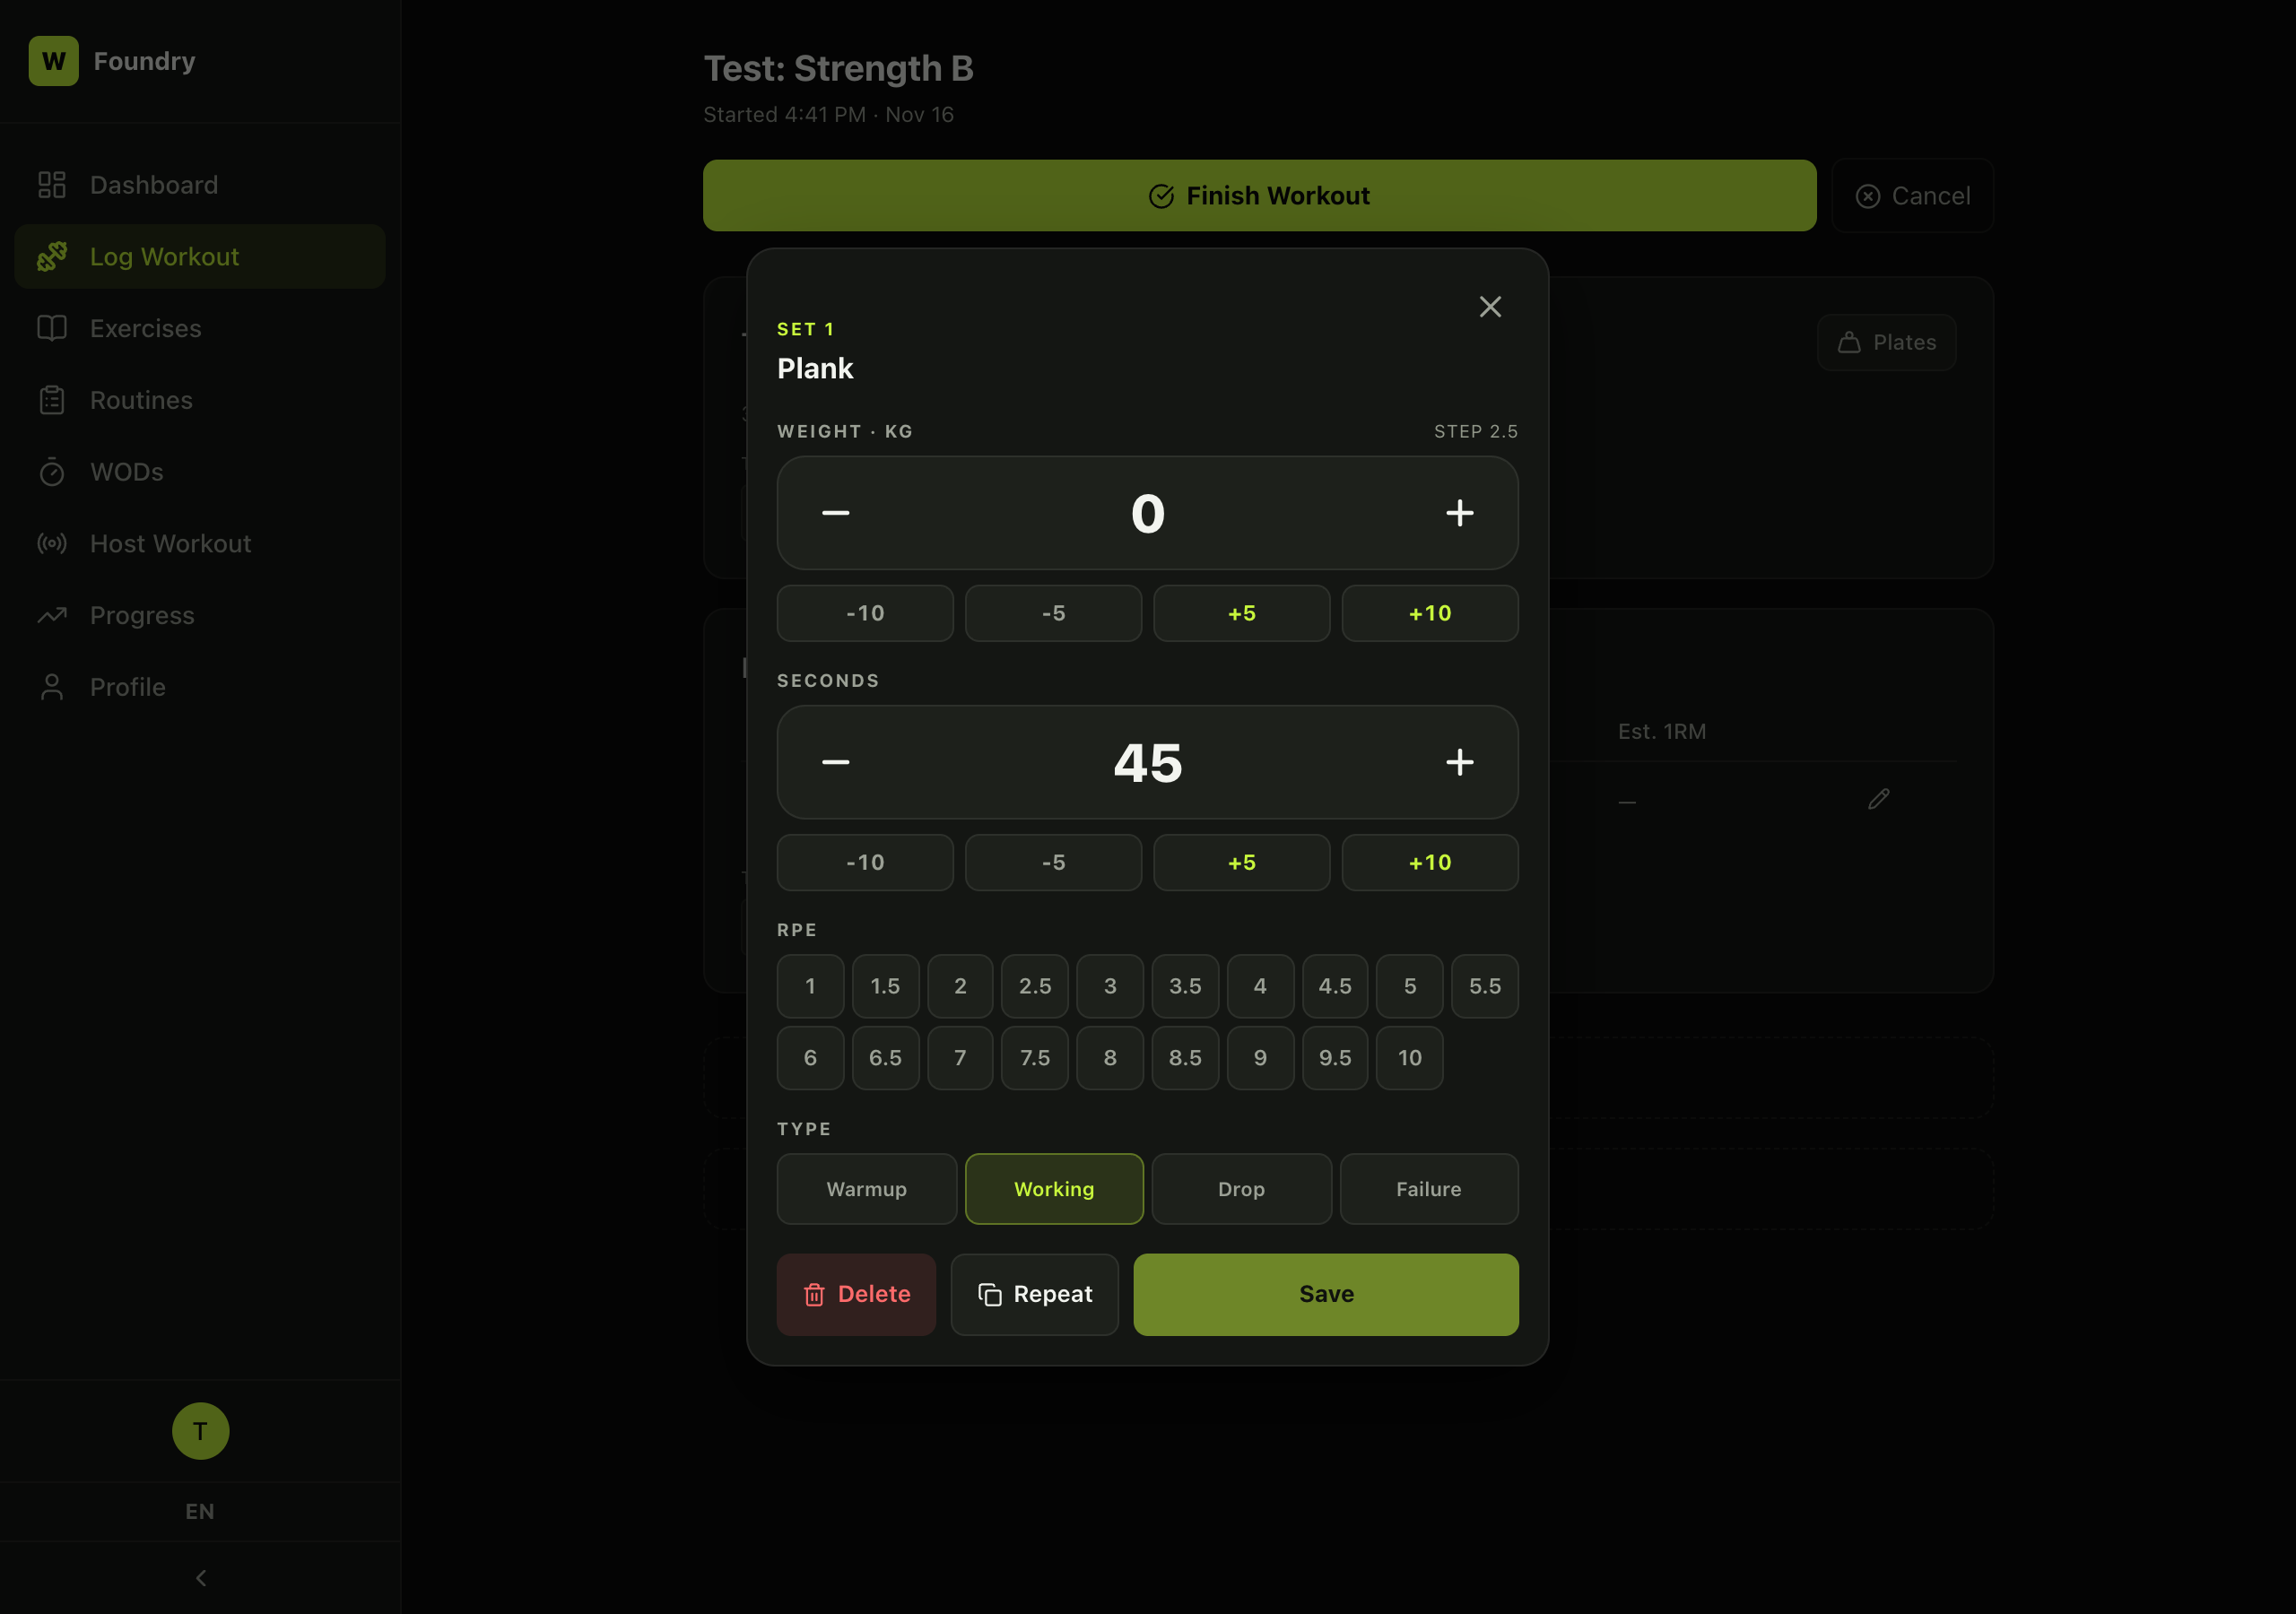 W Foundry
Dashboard
Log Workout
Exercises
Routines
WODs
Host Workout
Progress
Profile
T
EN
Test: Strength B
Started 4:41 PM · Nov 16
Finish Workout
Cancel
Plates
Est. 1RM
—
SET 1
Plank
WEIGHT · KG STEP 2.5
− 0 +
-10 -5 +5 +10
SECONDS
− 45 +
-10 -5 +5 +10
RPE
1 1.5 2 2.5 3 3.5 4 4.5 5 5.5
6 6.5 7 7.5 8 8.5 9 9.5 10
TYPE
Warmup Working Drop Failure
Delete Repeat Save